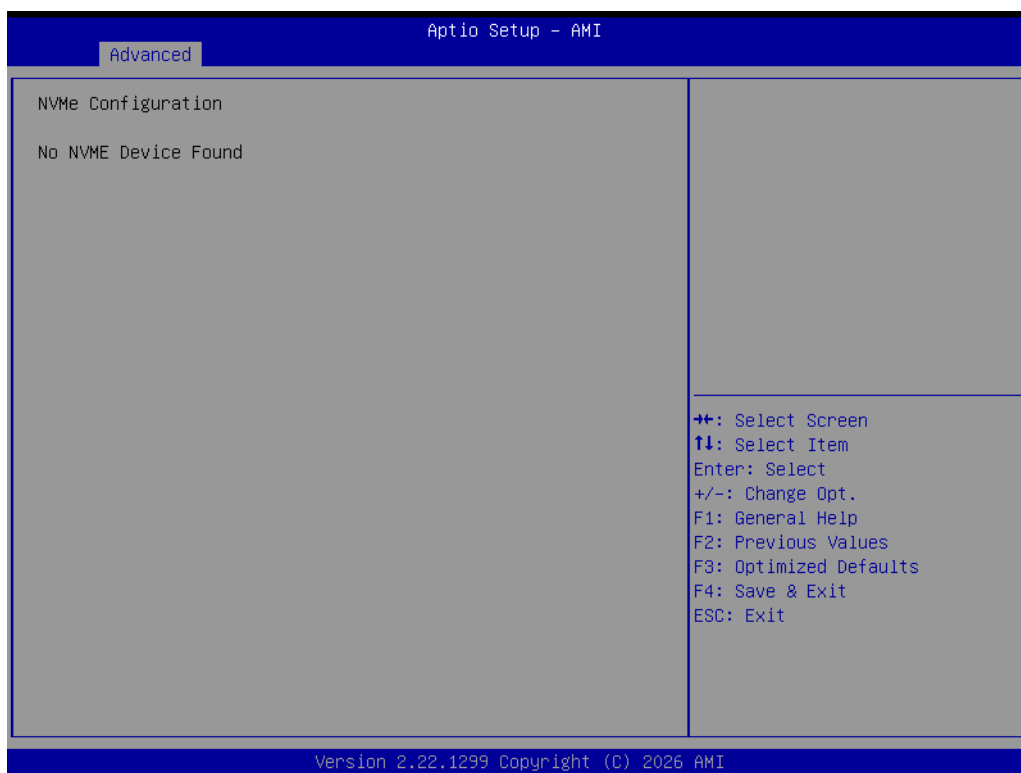 Aptio Setup – AMI
Advanced
NVMe Configuration
No NVME Device Found
→←: Select Screen
↑↓: Select Item
Enter: Select
+/-: Change Opt.
F1: General Help
F2: Previous Values
F3: Optimized Defaults
F4: Save & Exit
ESC: Exit
Version 2.22.1299 Copyright (C) 2026 AMI